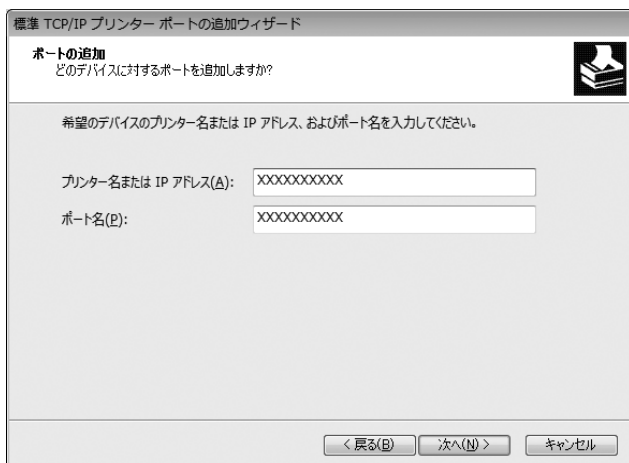 標準 TCP/IP プリンター ポートの追加ウィザード
ポートの追加
どのデバイスに対するポートを追加しますか?
希望のデバイスのプリンター名または IP アドレス、およびポート名を入力してください。
プリンター名または IP アドレス(A): XXXXXXXXXX
ポート名(P): XXXXXXXXXX
< 戻る(B) 次へ(N) > キャンセル